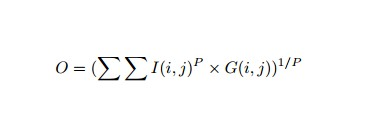 O = (∑∑ I(i,j)^P × G(i,j))^{1/P}